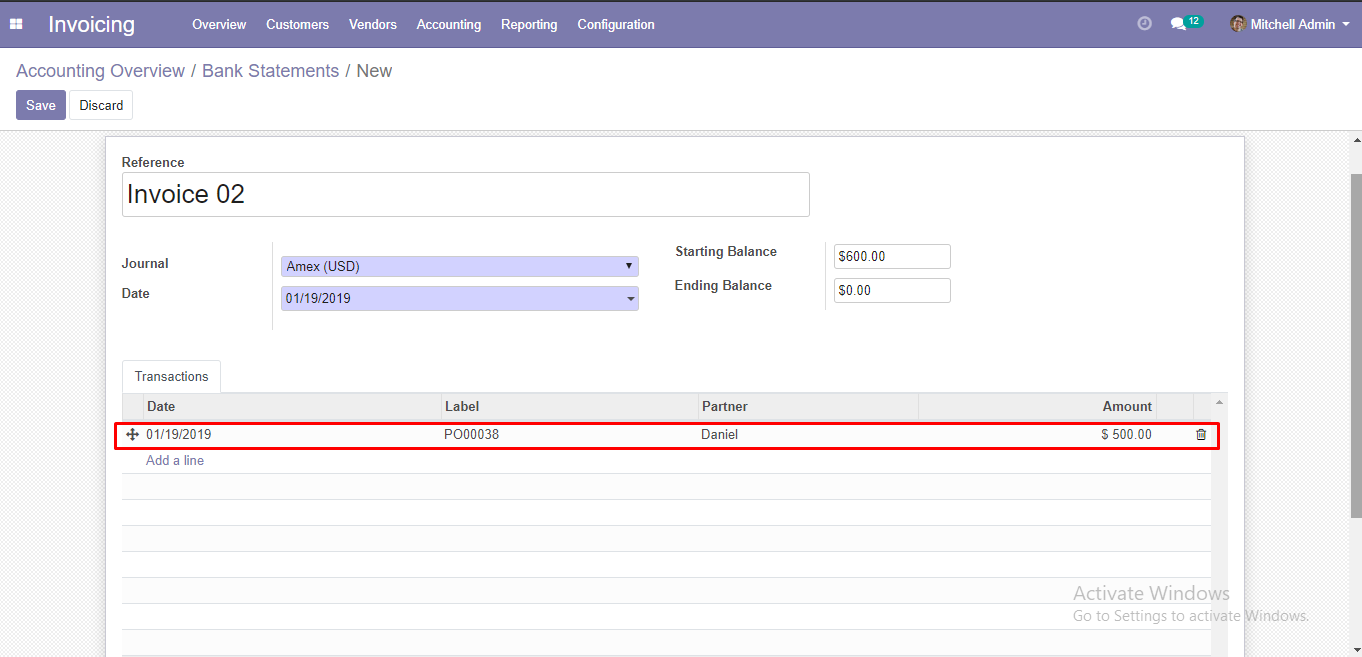 Invoicing Overview Customers Vendors Accounting Reporting Configuration 12 Mitchell Admin
Accounting Overview / Bank Statements / New
Save Discard
Reference
Invoice 02
Journal Amex (USD)
Date 01/19/2019
Starting Balance $600.00
Ending Balance $0.00
Transactions
Date Label Partner Amount
01/19/2019 PO00038 Daniel $ 500.00
Add a line
Activate Windows
Go to Settings to activate Windows.